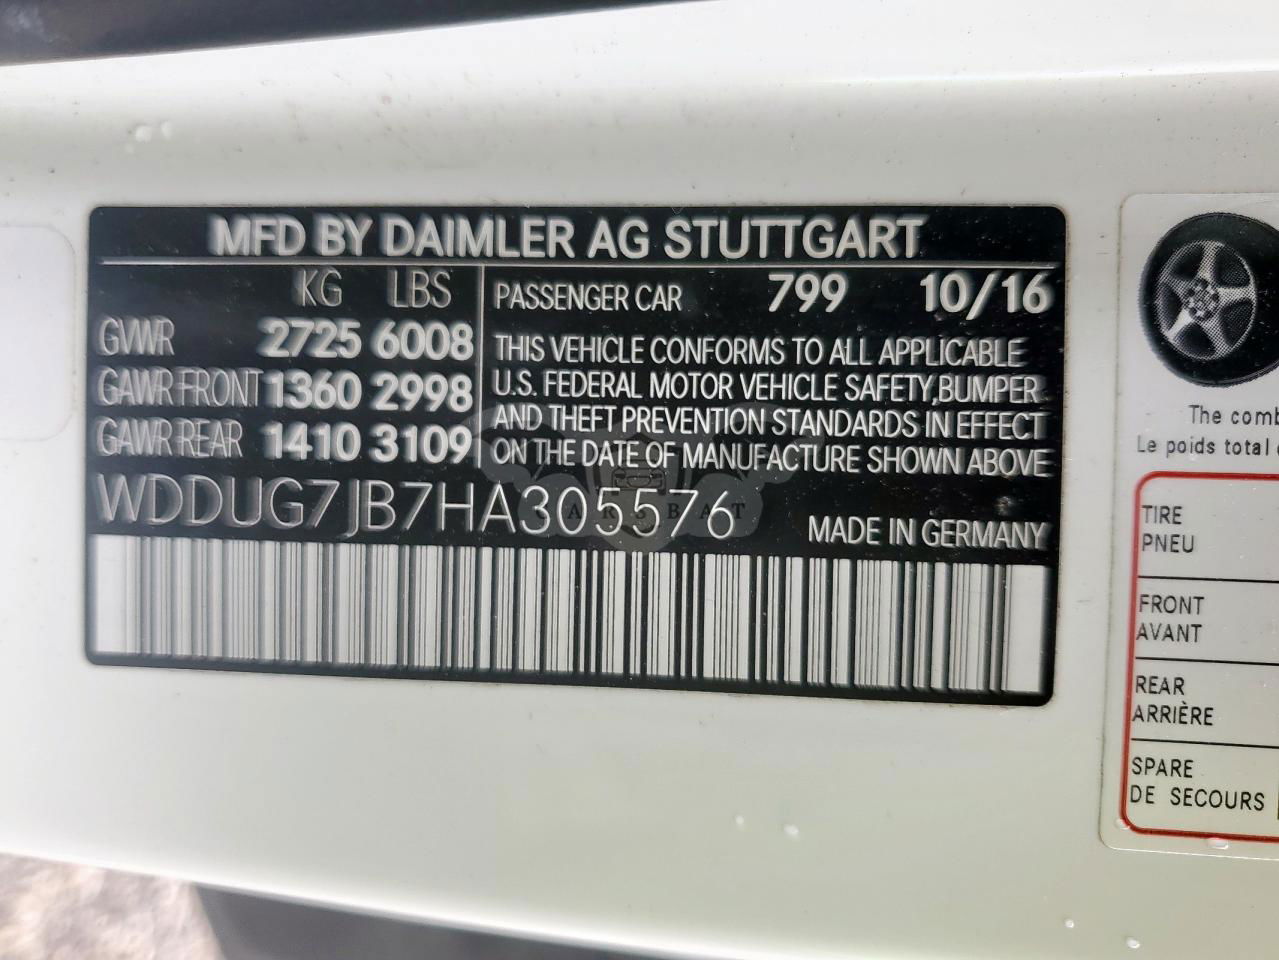 MFD BY DAIMLER AG STUTTGART
KG LBS
GVWR 2725 6008
GAWR FRONT 1360 2998
GAWR REAR 1410 3109
PASSENGER CAR 799 10/16
THIS VEHICLE CONFORMS TO ALL APPLICABLE
U.S. FEDERAL MOTOR VEHICLE SAFETY, BUMPER
AND THEFT PREVENTION STANDARDS IN EFFECT
ON THE DATE OF MANUFACTURE SHOWN ABOVE
WDDUG7JB7HA305576
MADE IN GERMANY
The comb
Le poids total
TIRE
PNEU
FRONT
AVANT
REAR
ARRIÈRE
SPARE
DE SECOURS